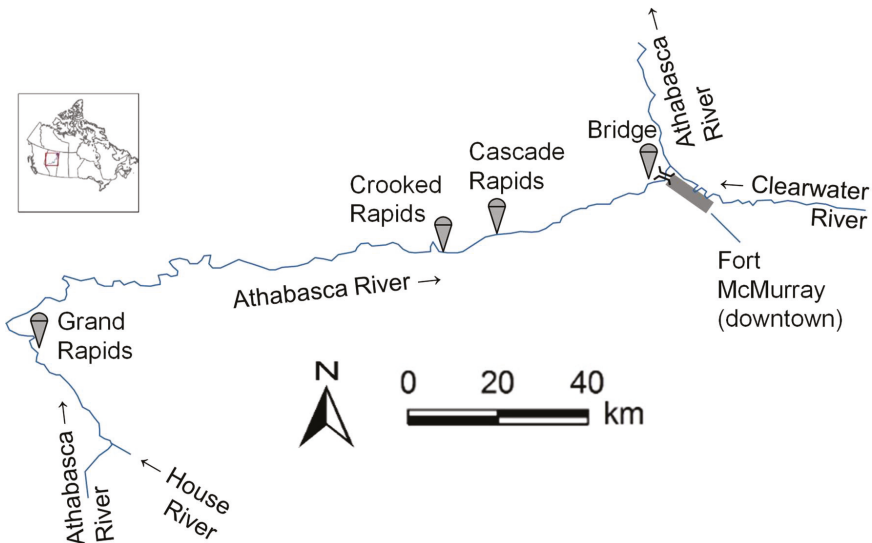 Athabasca
River
Bridge
Cascade
Rapids
Crooked
Rapids
← Clearwater
River
Athabasca River →
Fort
McMurray
(downtown)
Grand
Rapids
N
0 20 40
km
Athabasca →
River
← House
River